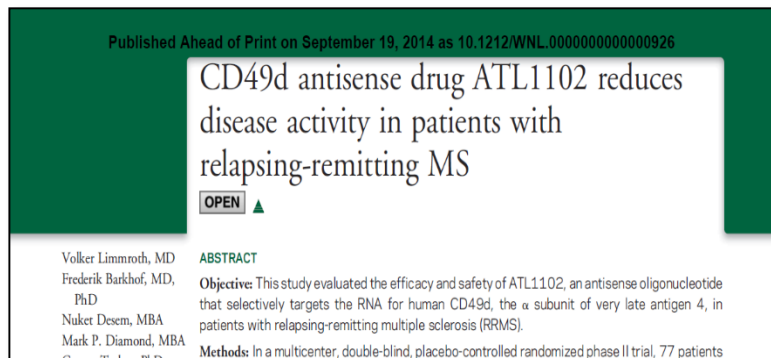 Published Ahead of Print on September 19, 2014 as 10.1212/WNL.0000000000000926
CD49d antisense drug ATL1102 reduces
disease activity in patients with
relapsing-remitting MS
OPEN
Volker Limmroth, MD
Frederik Barkhof, MD,
PhD
Nuket Desem, MBA
Mark P. Diamond, MBA
ABSTRACT
Objective: This study evaluated the efficacy and safety of ATL1102, an antisense oligonucleotide
that selectively targets the RNA for human CD49d, the α subunit of very late antigen 4, in
patients with relapsing-remitting multiple sclerosis (RRMS).
Methods: In a multicenter, double-blind, placebo-controlled randomized phase II trial, 77 patients